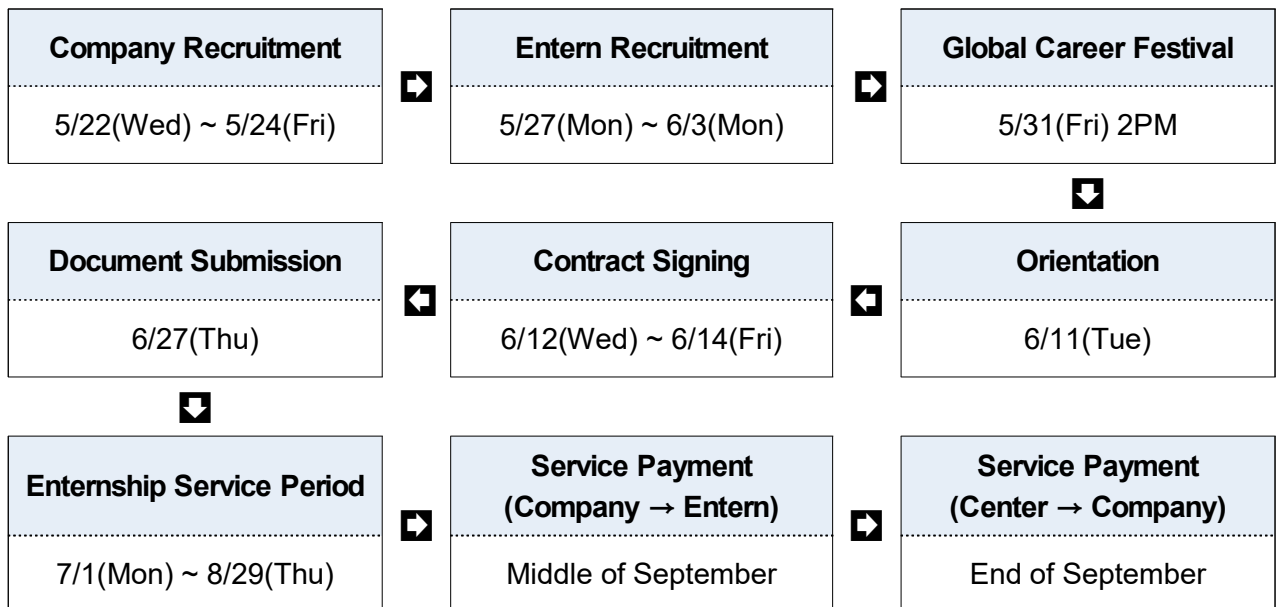 Company Recruitment
5/22(Wed) ~ 5/24(Fri)
Entern Recruitment
5/27(Mon) ~ 6/3(Mon)
Global Career Festival
5/31(Fri) 2PM
Orientation
6/11(Tue)
Contract Signing
6/12(Wed) ~ 6/14(Fri)
Document Submission
6/27(Thu)
Enternship Service Period
7/1(Mon) ~ 8/29(Thu)
Service Payment
(Company → Entern)
Middle of September
Service Payment
(Center → Company)
End of September